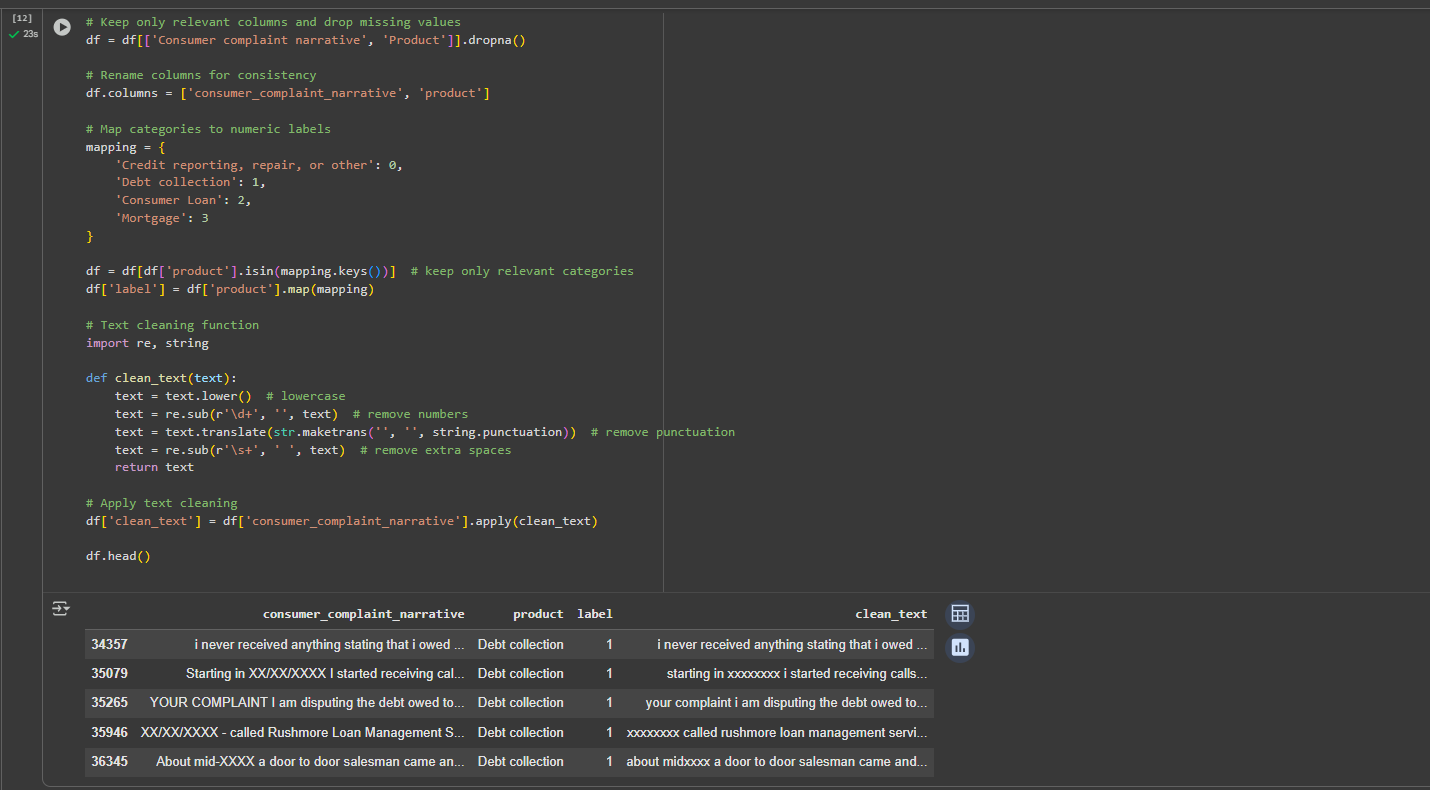 [12]
23s
# Keep only relevant columns and drop missing values
df = df[['Consumer complaint narrative', 'Product']].dropna()
# Rename columns for consistency
df.columns = ['consumer_complaint_narrative', 'product']
# Map categories to numeric labels
mapping = {
    'Credit reporting, repair, or other': 0,
    'Debt collection': 1,
    'Consumer Loan': 2,
    'Mortgage': 3
}
df = df[df['product'].isin(mapping.keys())]  # keep only relevant categories
df['label'] = df['product'].map(mapping)
# Text cleaning function
import re, string
def clean_text(text):
    text = text.lower()  # lowercase
    text = re.sub(r'\d+', '', text)  # remove numbers
    text = text.translate(str.maketrans('', '', string.punctuation))  # remove punctuation
    text = re.sub(r'\s+', ' ', text)  # remove extra spaces
    return text
# Apply text cleaning
df['clean_text'] = df['consumer_complaint_narrative'].apply(clean_text)
df.head()
consumer_complaint_narrative product label clean_text
34357 i never received anything stating that i owed ... Debt collection 1 i never received anything stating that i owed ...
35079 Starting in XX/XX/XXXX I started receiving cal... Debt collection 1 starting in xxxxxxxx i started receiving calls...
35265 YOUR COMPLAINT I am disputing the debt owed to... Debt collection 1 your complaint i am disputing the debt owed to...
35946 XX/XX/XXXX - called Rushmore Loan Management S... Debt collection 1 xxxxxxxx called rushmore loan management servi...
36345 About mid-XXXX a door to door salesman came an... Debt collection 1 about midxxxx a door to door salesman came and...